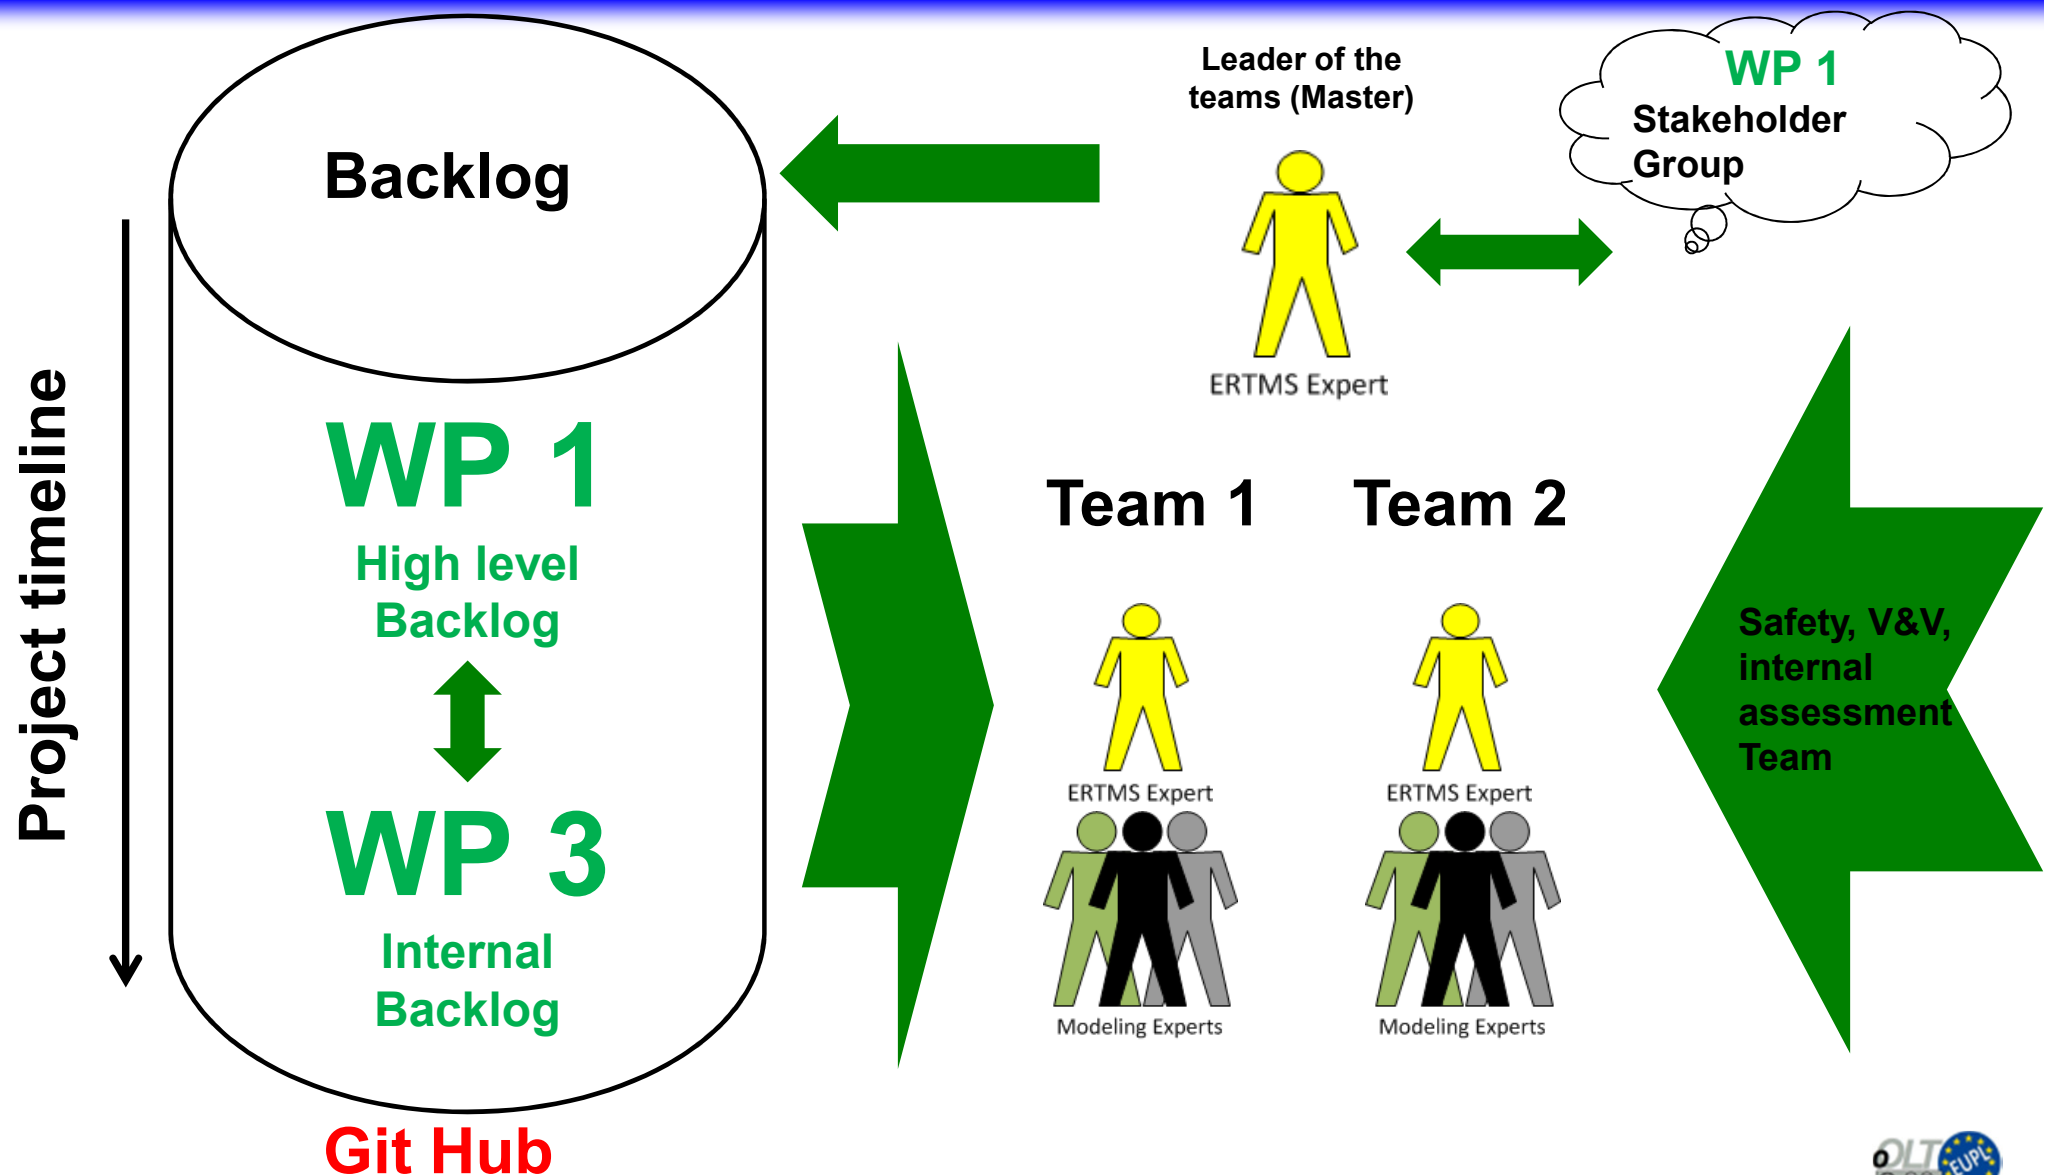 Backlog
Leader of the
teams (Master)
WP 1
Stakeholder
Group
ERTMS Expert
Project timeline
WP 1
High level
Backlog
WP 3
Internal
Backlog
Git Hub
Team 1
Team 2
ERTMS Expert
ERTMS Expert
Modeling Experts
Modeling Experts
Safety, V&V,
internal
assessment
Team
EUPL